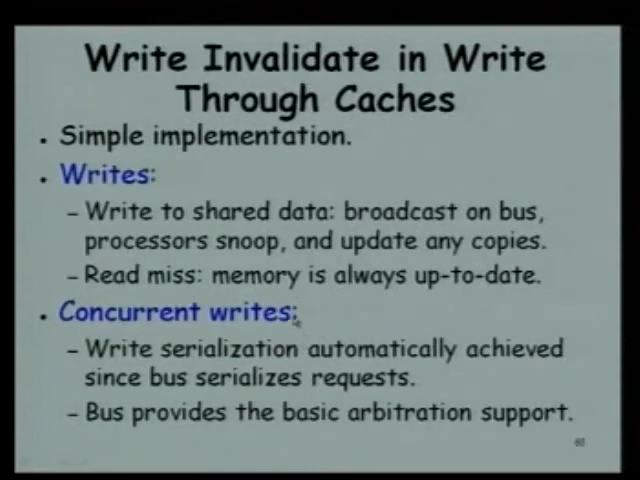 Write Invalidate in Write
Through Caches
• Simple implementation.
• Writes:
– Write to shared data: broadcast on bus,
processors snoop, and update any copies.
– Read miss: memory is always up-to-date.
• Concurrent writes:
– Write serialization automatically achieved
since bus serializes requests.
– Bus provides the basic arbitration support.